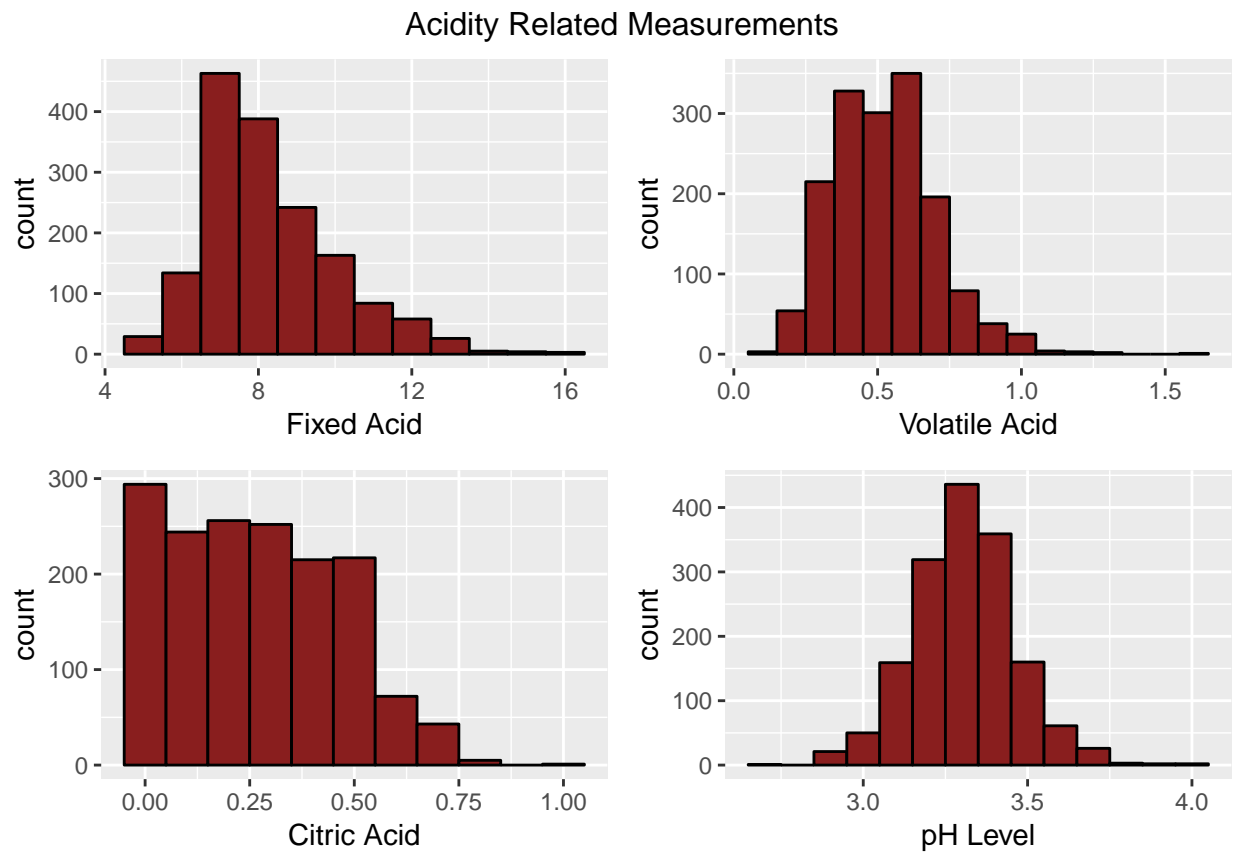 Acidity Related Measurements
400
300
200
100
0
count
4 8 12 16
Fixed Acid
300
200
100
0
count
0.0 0.5 1.0 1.5
Volatile Acid
300
200
100
0
count
0.00 0.25 0.50 0.75 1.00
Citric Acid
400
300
200
100
0
count
3.0 3.5 4.0
pH Level